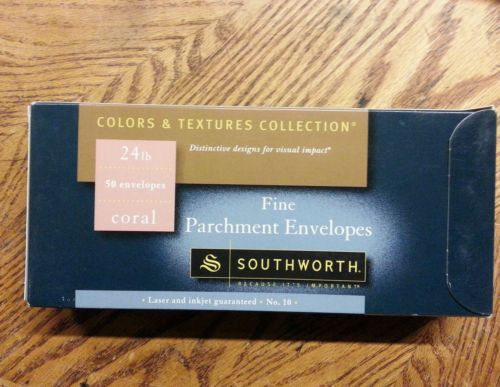 COLORS & TEXTURES COLLECTION®
Distinctive designs for visual impact®
24lb
50 envelopes
coral
Fine
Parchment Envelopes
S SOUTHWORTH®
BECAUSE IT'S IMPORTANT®
• Laser and inkjet guaranteed • No. 10 •